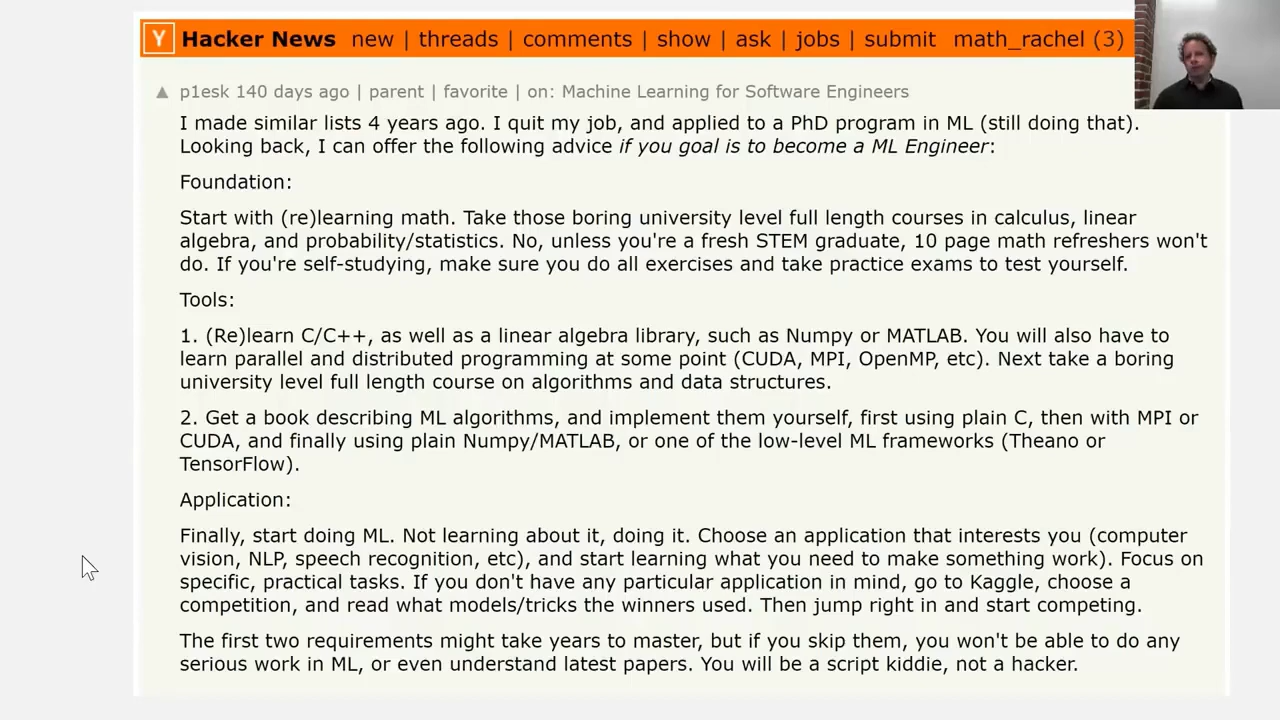 Y Hacker News new | threads | comments | show | ask | jobs | submit math_rachel (3)
▲ p1esk 140 days ago | parent | favorite | on: Machine Learning for Software Engineers
I made similar lists 4 years ago. I quit my job, and applied to a PhD program in ML (still doing that).
Looking back, I can offer the following advice if you goal is to become a ML Engineer:
Foundation:
Start with (re)learning math. Take those boring university level full length courses in calculus, linear
algebra, and probability/statistics. No, unless you're a fresh STEM graduate, 10 page math refreshers won't
do. If you're self-studying, make sure you do all exercises and take practice exams to test yourself.
Tools:
1. (Re)learn C/C++, as well as a linear algebra library, such as Numpy or MATLAB. You will also have to
learn parallel and distributed programming at some point (CUDA, MPI, OpenMP, etc). Next take a boring
university level full length course on algorithms and data structures.
2. Get a book describing ML algorithms, and implement them yourself, first using plain C, then with MPI or
CUDA, and finally using plain Numpy/MATLAB, or one of the low-level ML frameworks (Theano or
TensorFlow).
Application:
Finally, start doing ML. Not learning about it, doing it. Choose an application that interests you (computer
vision, NLP, speech recognition, etc), and start learning what you need to make something work). Focus on
specific, practical tasks. If you don't have any particular application in mind, go to Kaggle, choose a
competition, and read what models/tricks the winners used. Then jump right in and start competing.
The first two requirements might take years to master, but if you skip them, you won't be able to do any
serious work in ML, or even understand latest papers. You will be a script kiddie, not a hacker.